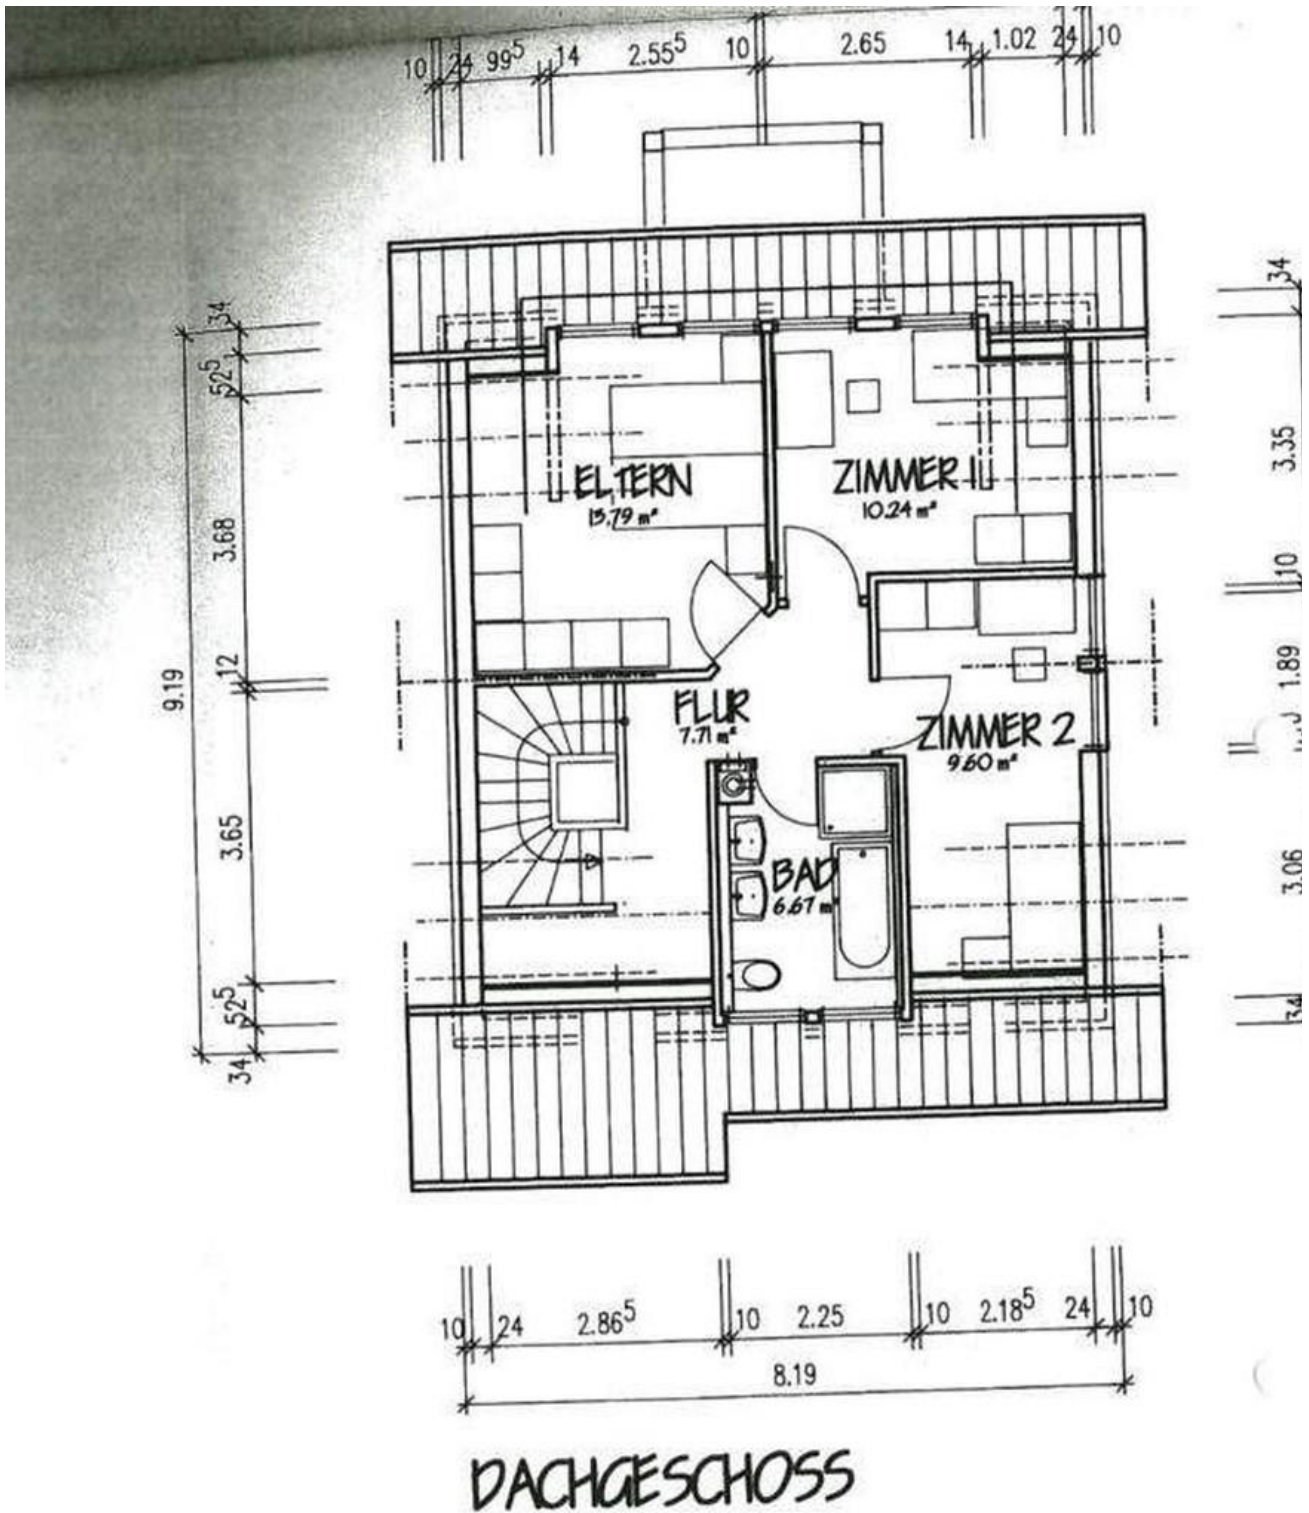 10 24 99⁵ 14 2.55⁵ 10 2.65 14 1.02 24 10
34
52⁵
3.68
12
9.19
3.65
52⁵
34
34
3.35
10
1.89
3.06
34
ELTERN
13.79 m²
ZIMMER 1
10.24 m²
FLUR
7.71 m²
ZIMMER 2
9.60 m²
BAD
6.67 m
10 24 2.86⁵ 10 2.25 10 2.18⁵ 24 10
8.19
DACHGESCHOSS